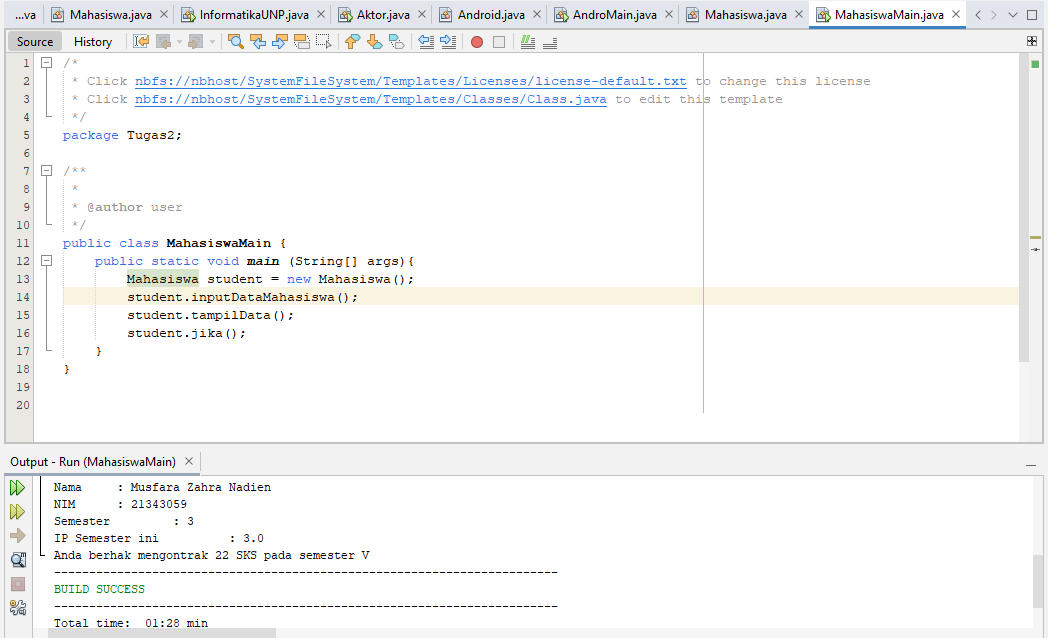 ...va Mahasiswa.java InformatikaUNP.java Aktor.java Android.java AndroMain.java Mahasiswa.java MahasiswaMain.java
Source History
1 /*
2 * Click nbfs://nbhost/SystemFileSystem/Templates/Licenses/license-default.txt to change this license
3 * Click nbfs://nbhost/SystemFileSystem/Templates/Classes/Class.java to edit this template
4 */
5 package Tugas2;
6
7 /**
8 *
9 * @author user
10 */
11 public class MahasiswaMain {
12 public static void main (String[] args){
13 Mahasiswa student = new Mahasiswa();
14 student.inputDataMahasiswa();
15 student.tampilData();
16 student.jika();
17 }
18 }
19
20
Output - Run (MahasiswaMain)
Nama : Musfara Zahra Nadien
NIM : 21343059
Semester : 3
IP Semester ini : 3.0
Anda berhak mengontrak 22 SKS pada semester V
------------------------------------------------------------------------
BUILD SUCCESS
------------------------------------------------------------------------
Total time: 01:28 min